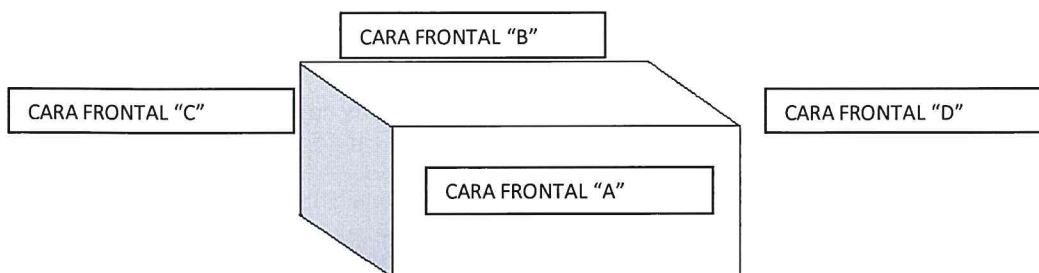 CARA FRONTAL “B”
CARA FRONTAL “C”
CARA FRONTAL “D”
CARA FRONTAL “A”